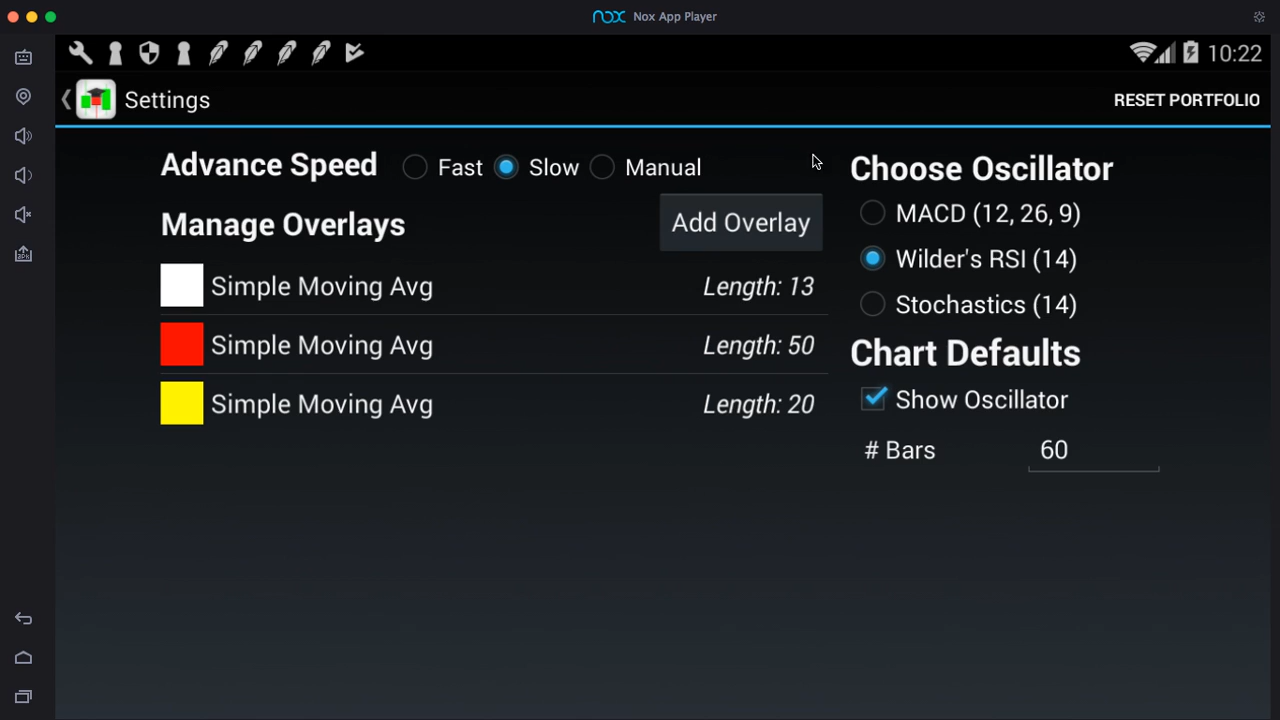 nox Nox App Player
10:22
Settings
RESET PORTFOLIO
Advance Speed Fast Slow Manual
Manage Overlays Add Overlay
Simple Moving Avg Length: 13
Simple Moving Avg Length: 50
Simple Moving Avg Length: 20
Choose Oscillator
MACD (12, 26, 9)
Wilder's RSI (14)
Stochastics (14)
Chart Defaults
Show Oscillator
# Bars 60